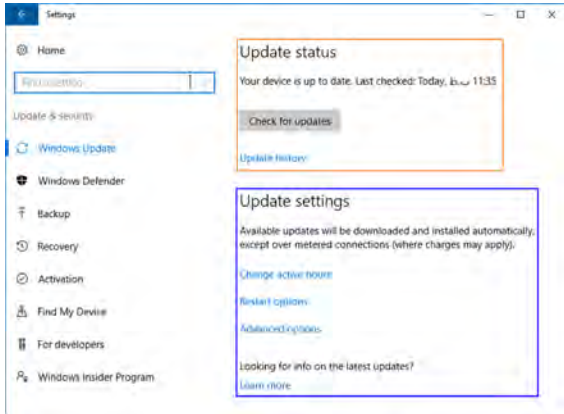 Settings
Home
Find a setting
Update & security
Windows Update
Windows Defender
Backup
Recovery
Activation
Find My Device
For developers
Windows Insider Program
Update status
Your device is up to date. Last checked: Today, ب.ظ 11:35
Check for updates
Update history
Update settings
Available updates will be downloaded and installed automatically,
except over metered connections (where charges may apply).
Change active hours
Restart options
Advanced options
Looking for info on the latest updates?
Learn more